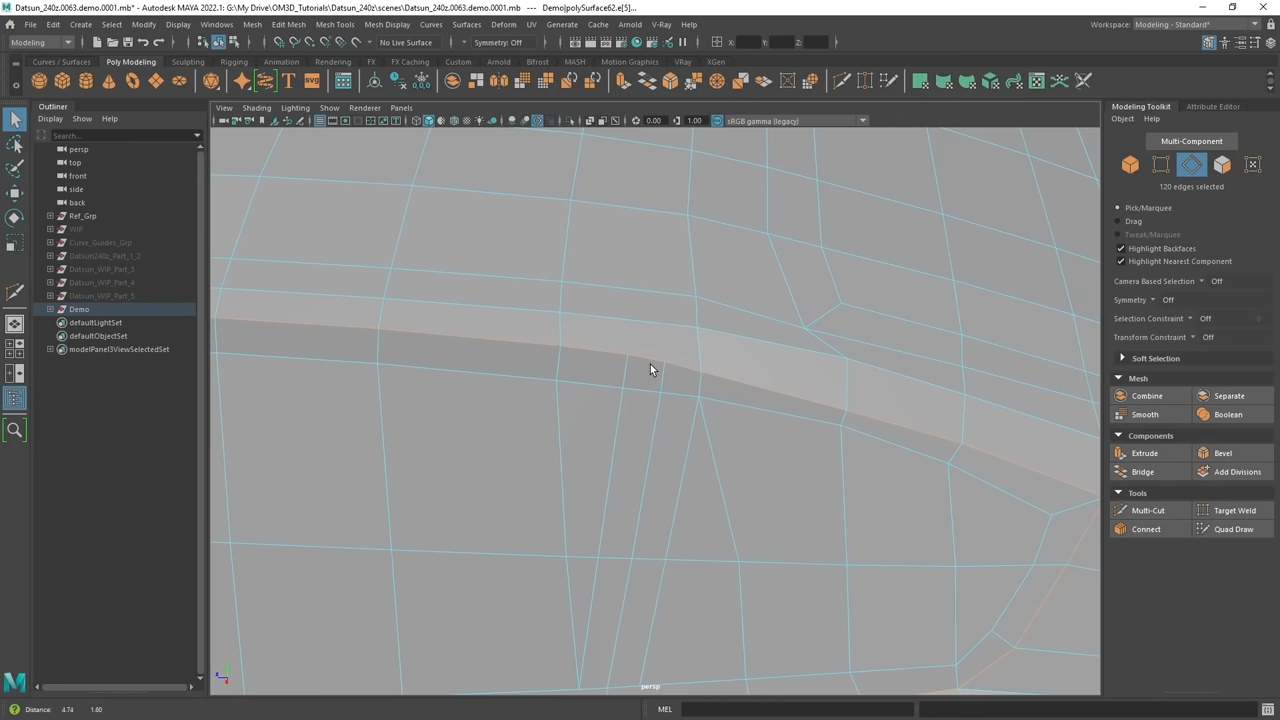 Datsun_240z.0063.demo.0001.mb* - Autodesk MAYA 2022.1: G:\My Drive\OM3D_Tutorials\Datsun_240z\scenes\Datsun_240z.0063.demo.0001.mb --- Demo|polySurface62.e[5]...
File Edit Create Select Modify Display Windows Mesh Edit Mesh Mesh Tools Mesh Display Curves Surfaces Deform UV Generate Cache Arnold V-Ray Help Workspace: Modeling - Standard*
Modeling No Live Surface Symmetry: Off X: Y: Z:
Curves / Surfaces Poly Modeling Sculpting Rigging Animation Rendering FX FX Caching Custom Arnold Bifrost MASH Motion Graphics VRay XGen
Outliner
Display Show Help
Search...
persp
top
front
side
back
Ref_Grp
WIP
Curve_Guides_Grp
Datsun240z_Part_1_2
Datsun_WIP_Part_3
Datsun_WIP_Part_4
Datsun_WIP_Part_5
Demo
defaultLightSet
defaultObjectSet
modelPanel3ViewSelectedSet
View Shading Lighting Show Renderer Panels
0.00 1.00 sRGB gamma (legacy)
persp
Modeling Toolkit Attribute Editor
Object Help
Multi-Component
120 edges selected
Pick/Marquee
Drag
Tweak/Marquee
Highlight Backfaces
Highlight Nearest Component
Camera Based Selection Off
Symmetry Off
Selection Constraint Off
Transform Constraint Off
Soft Selection
Mesh
Combine Separate
Smooth Boolean
Components
Extrude Bevel
Bridge Add Divisions
Tools
Multi-Cut Target Weld
Connect Quad Draw
Distance: 4.74 1.60 MEL